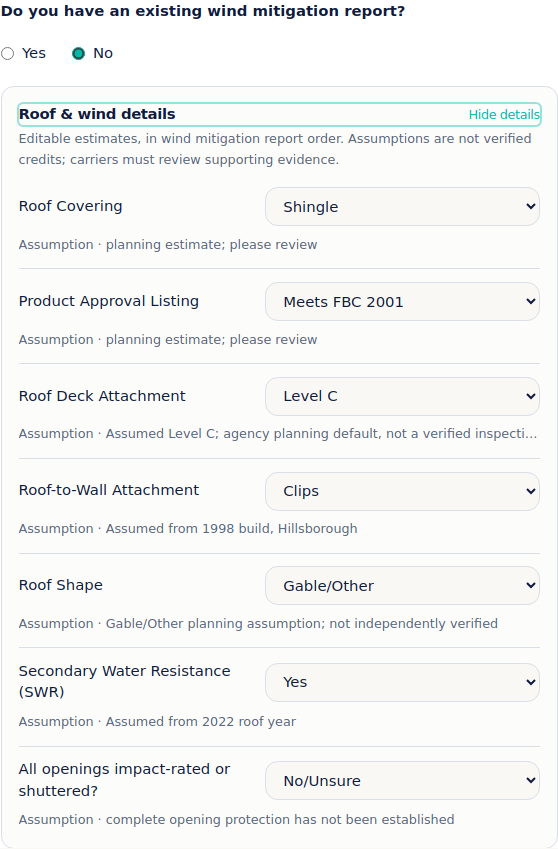 Do you have an existing wind mitigation report?
Yes
No
Roof & wind details
Hide details
Editable estimates, in wind mitigation report order. Assumptions are not verified
credits; carriers must review supporting evidence.
Roof Covering
Shingle
Assumption · planning estimate; please review
Product Approval Listing
Meets FBC 2001
Assumption · planning estimate; please review
Roof Deck Attachment
Level C
Assumption · Assumed Level C; agency planning default, not a verified inspecti...
Roof-to-Wall Attachment
Clips
Assumption · Assumed from 1998 build, Hillsborough
Roof Shape
Gable/Other
Assumption · Gable/Other planning assumption; not independently verified
Secondary Water Resistance
(SWR)
Yes
Assumption · Assumed from 2022 roof year
All openings impact-rated or
shuttered?
No/Unsure
Assumption · complete opening protection has not been established